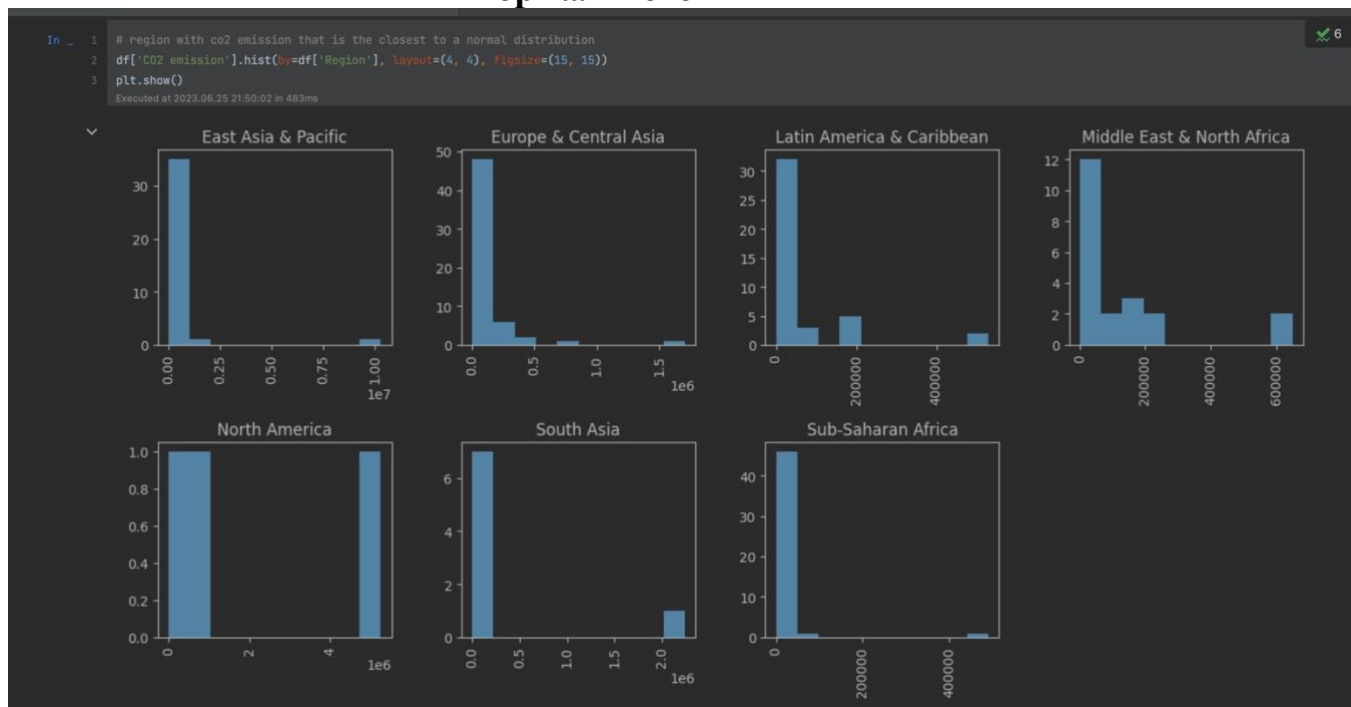 In _ 1 # region with co2 emission that is the closest to a normal distribution
2 df['CO2 emission'].hist(by=df['Region'], layout=(4, 4), figsize=(15, 15))
3 plt.show()
Executed at 2023.06.25 21:50:02 in 483ms
6
East Asia & Pacific
30
20
10
0
0.00 0.25 0.50 0.75 1.00
1e7
Europe & Central Asia
50
40
30
20
10
0
0.0 0.5 1.0 1.5
1e6
Latin America & Caribbean
30
25
20
15
10
5
0
0 200000 400000
Middle East & North Africa
12
10
8
6
4
2
0
0 200000 400000 600000
North America
1.0
0.8
0.6
0.4
0.2
0.0
0 2 4
1e6
South Asia
6
4
2
0
0.0 0.5 1.0 1.5 2.0
1e6
Sub-Saharan Africa
40
30
20
10
0
0 200000 400000